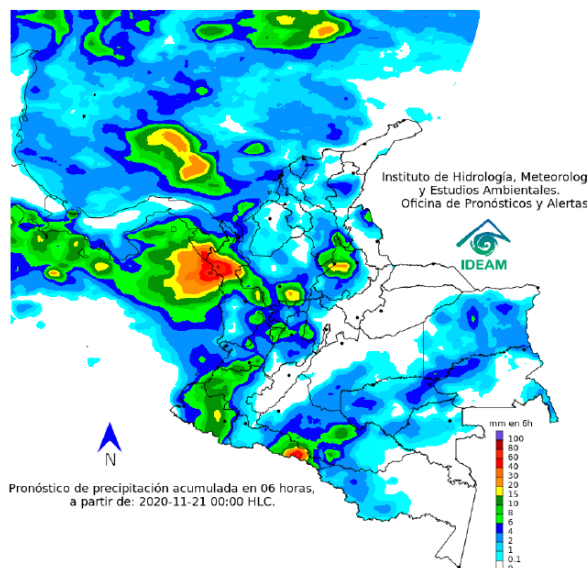 Instituto de Hidrología, Meteorolog
y Estudios Ambientales.
Oficina de Pronósticos y Alertas
IDEAM
N
Pronóstico de precipitación acumulada en 06 horas,
a partir de: 2020-11-21 00:00 HLC.
mm en 6h
100
80
60
40
30
20
15
10
8
6
4
2
1
0.1
0